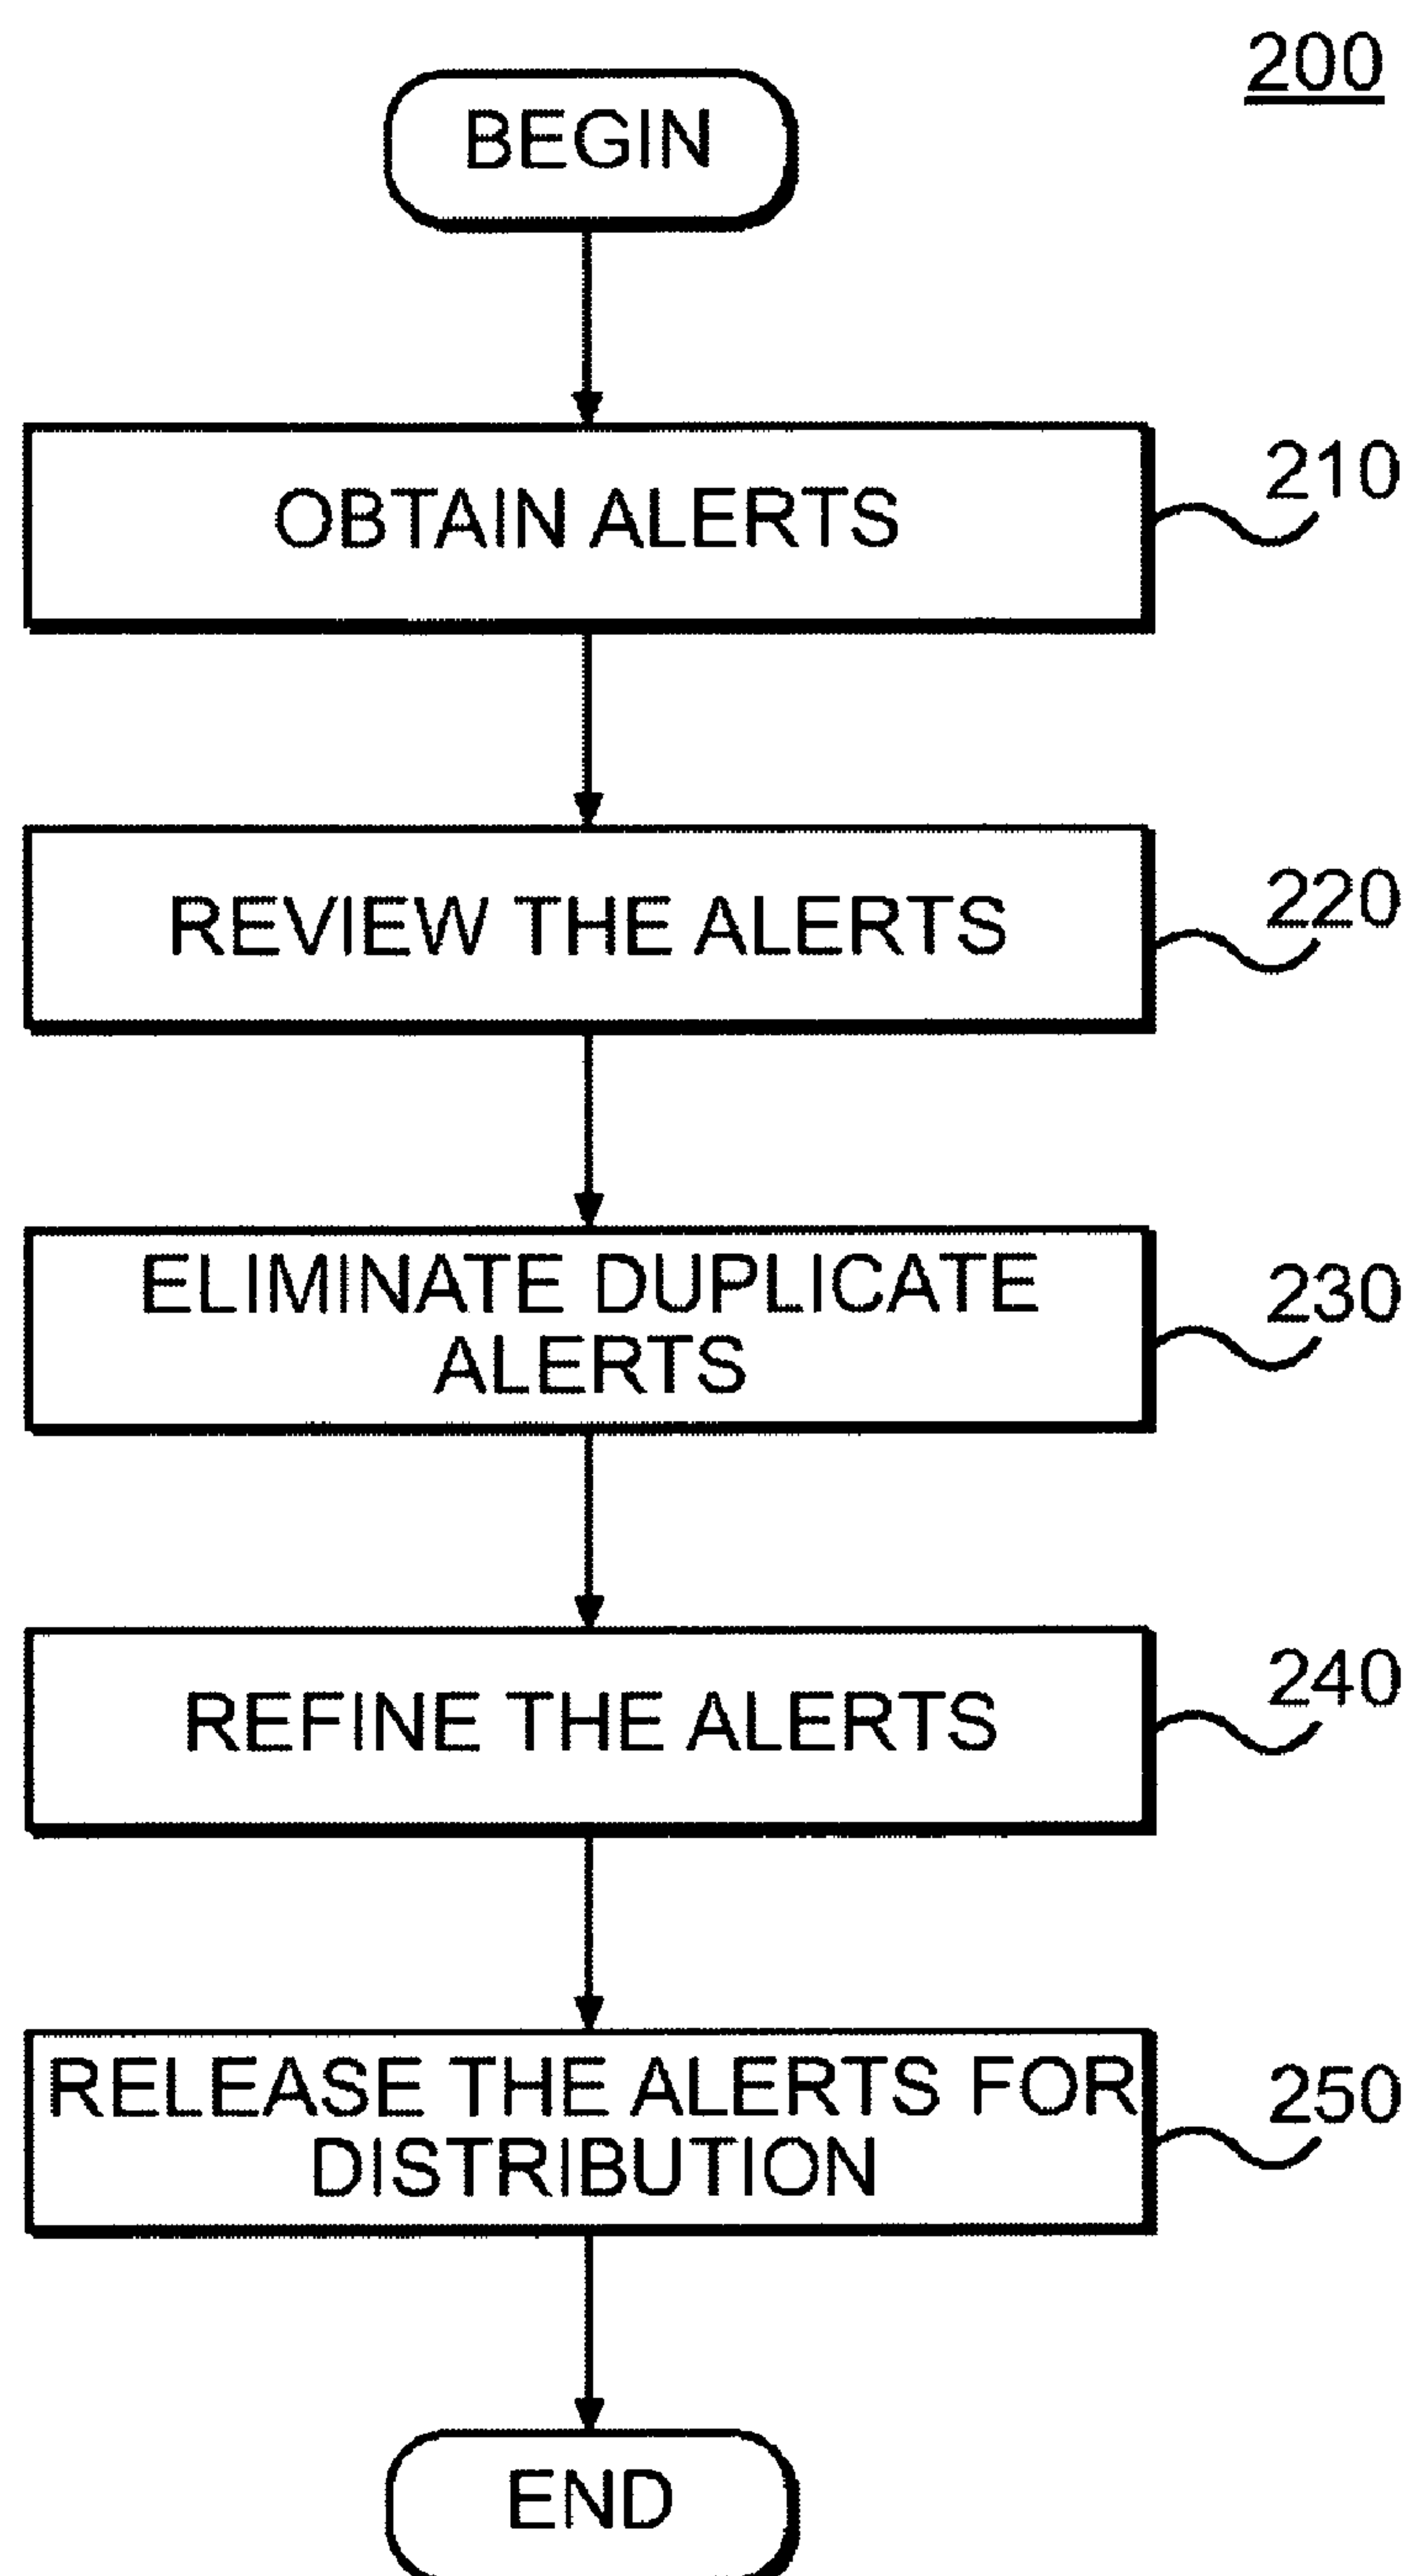 200
BEGIN
OBTAIN ALERTS
210
REVIEW THE ALERTS
220
ELIMINATE DUPLICATE
ALERTS
230
REFINE THE ALERTS
240
RELEASE THE ALERTS FOR
DISTRIBUTION
250
END